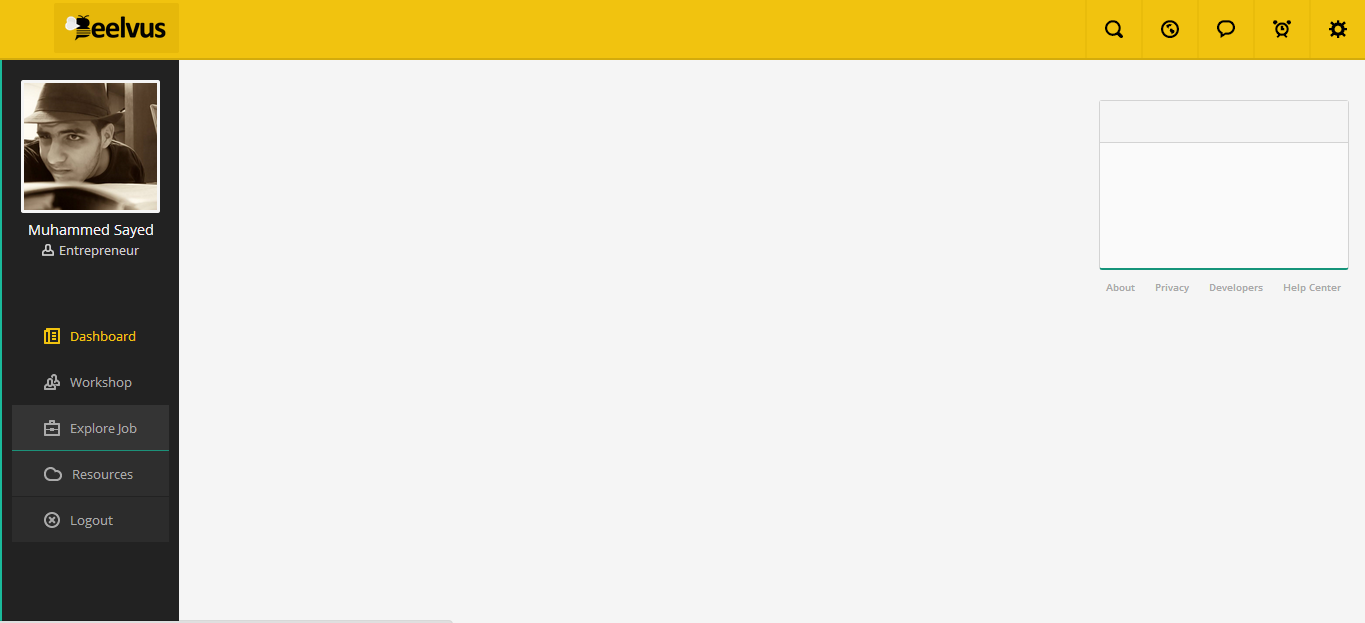 Beelvus
Muhammed Sayed
Entrepreneur
Dashboard
Workshop
Explore Job
Resources
Logout
About Privacy Developers Help Center